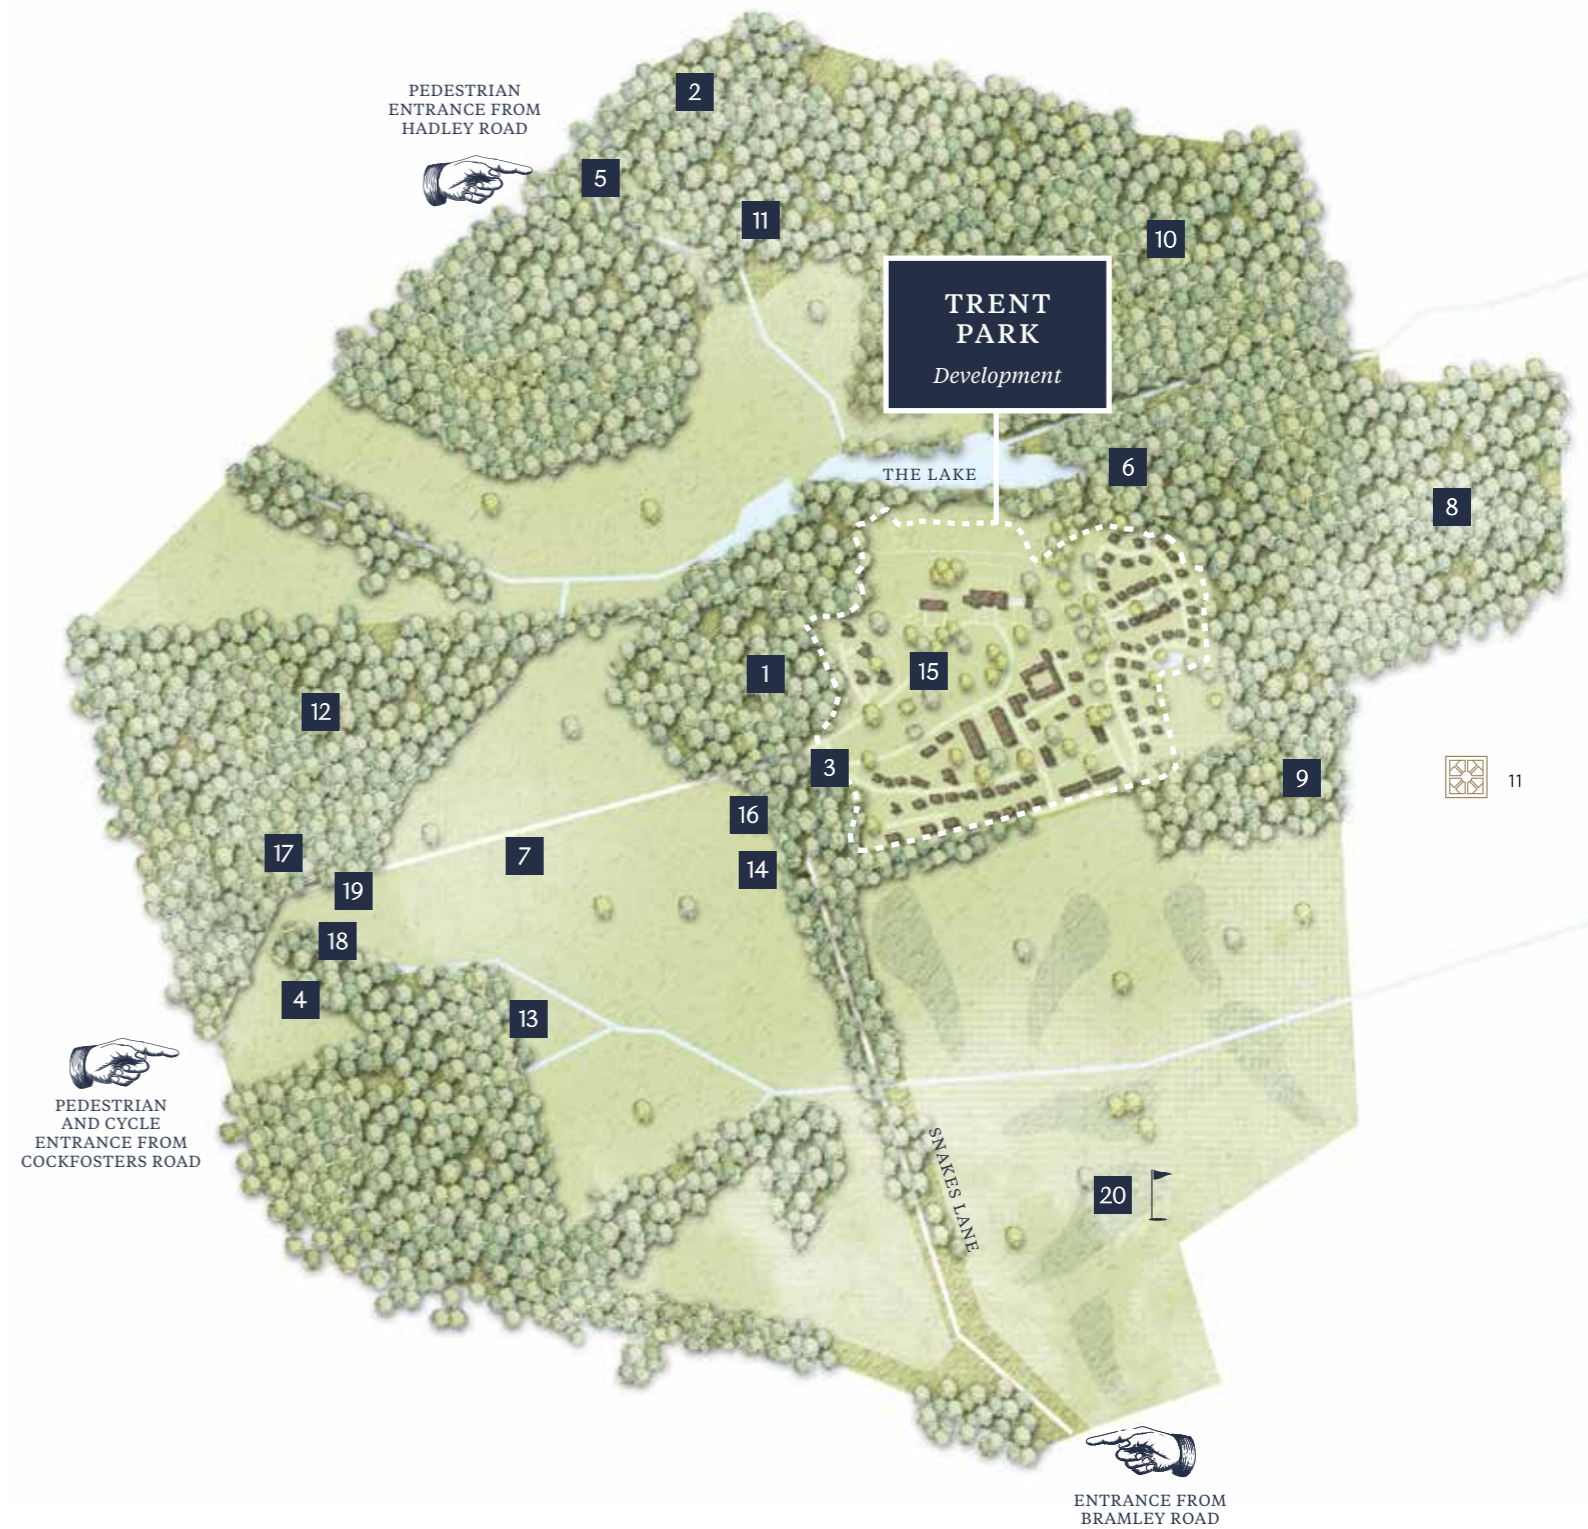 2
PEDESTRIAN
ENTRANCE FROM
HADLEY ROAD
5
11
10
TRENT
PARK
Development
6
THE LAKE
8
1
15
12
3
9
11
16
7
17
14
19
18
4
13
PEDESTRIAN
AND CYCLE
ENTRANCE FROM
COCKFOSTERS ROAD
SNAKES LANE
20
ENTRANCE FROM
BRAMLEY ROAD